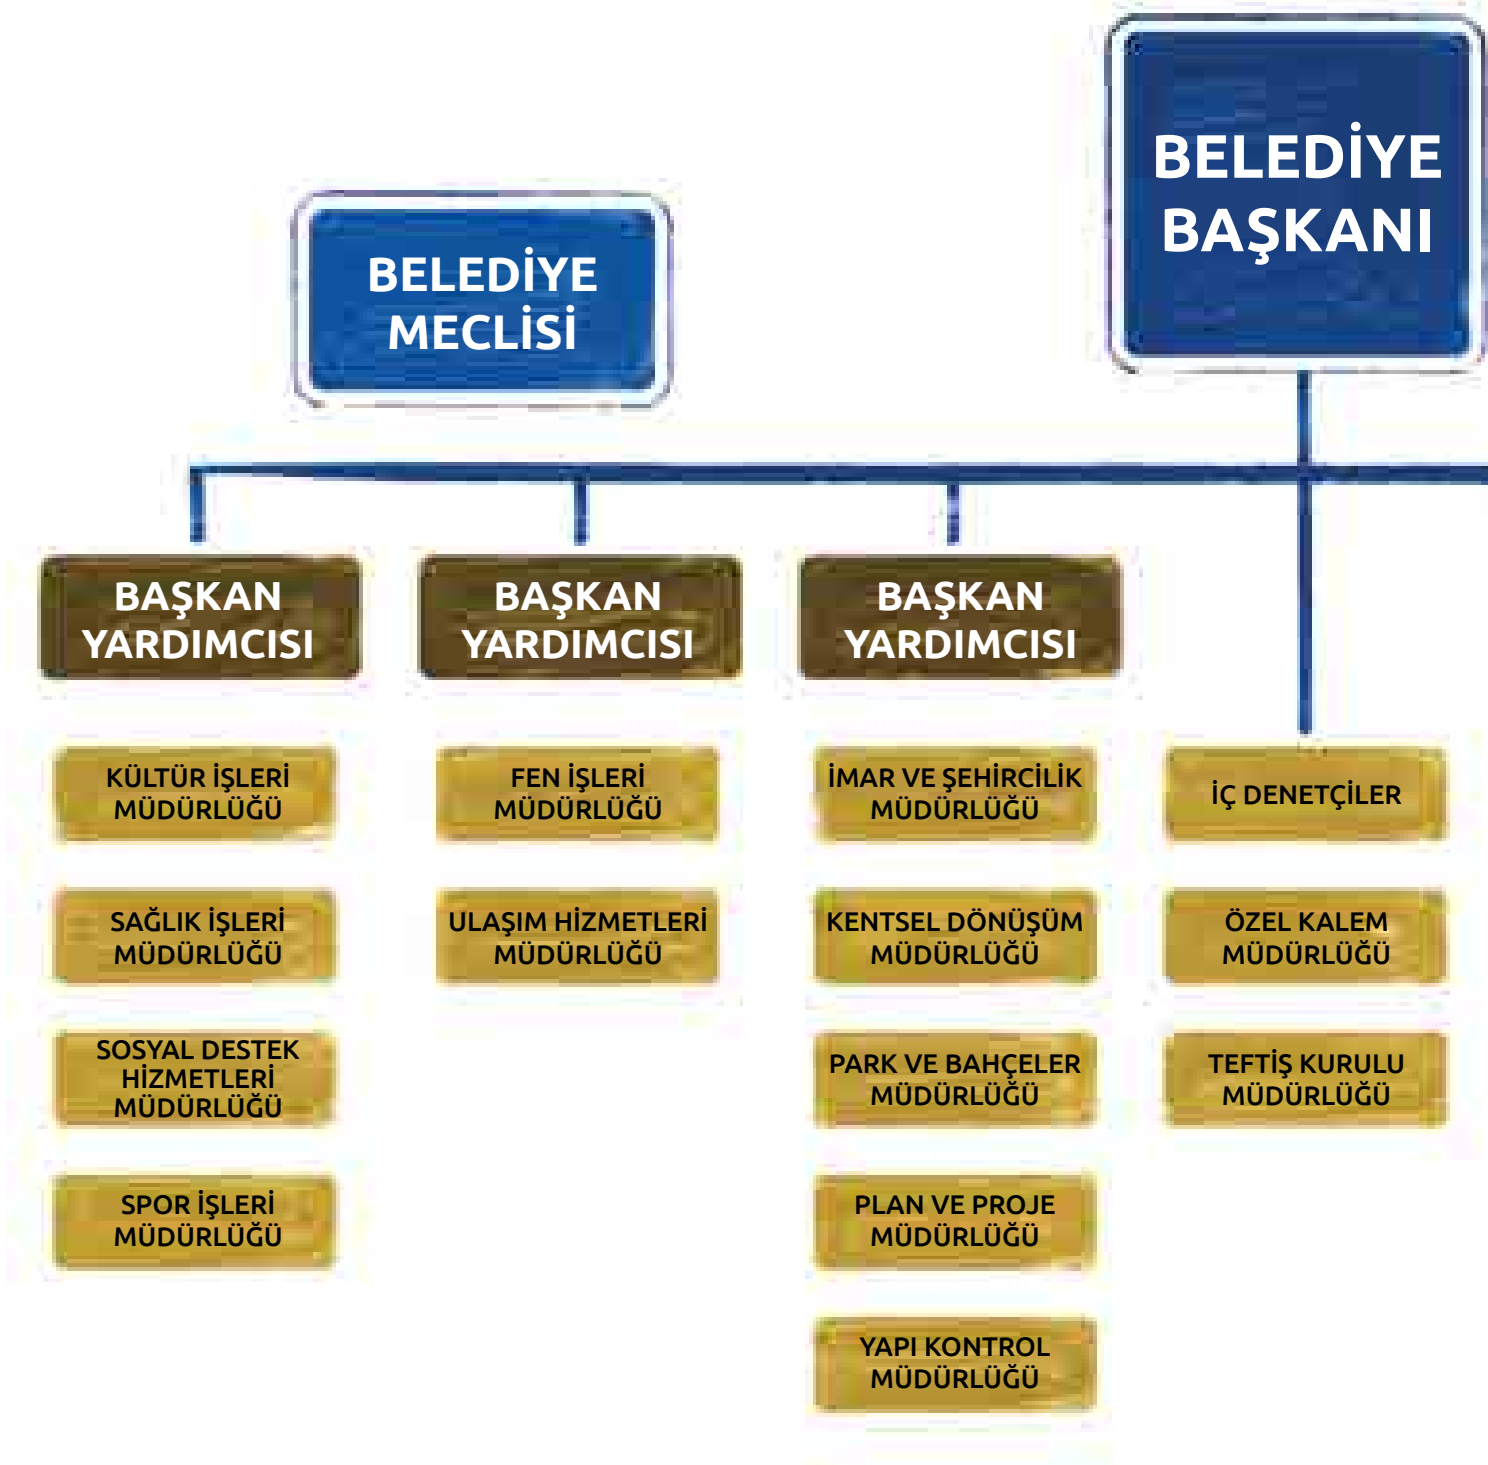 BELEDİYE
BAŞKANI
BELEDİYE
MECLİSİ
BAŞKAN
YARDIMCISI
KÜLTÜR İŞLERİ
MÜDÜRLÜĞÜ
SAĞLIK İŞLERİ
MÜDÜRLÜĞÜ
SOSYAL DESTEK
HİZMETLERİ
MÜDÜRLÜĞÜ
SPOR İŞLERİ
MÜDÜRLÜĞÜ
BAŞKAN
YARDIMCISI
FEN İŞLERİ
MÜDÜRLÜĞÜ
ULAŞIM HİZMETLERİ
MÜDÜRLÜĞÜ
BAŞKAN
YARDIMCISI
İMAR VE ŞEHİRCİLİK
MÜDÜRLÜĞÜ
KENTSEL DÖNÜŞÜM
MÜDÜRLÜĞÜ
PARK VE BAHÇELER
MÜDÜRLÜĞÜ
PLAN VE PROJE
MÜDÜRLÜĞÜ
YAPI KONTROL
MÜDÜRLÜĞÜ
İÇ DENETÇİLER
ÖZEL KALEM
MÜDÜRLÜĞÜ
TEFTİŞ KURULU
MÜDÜRLÜĞÜ